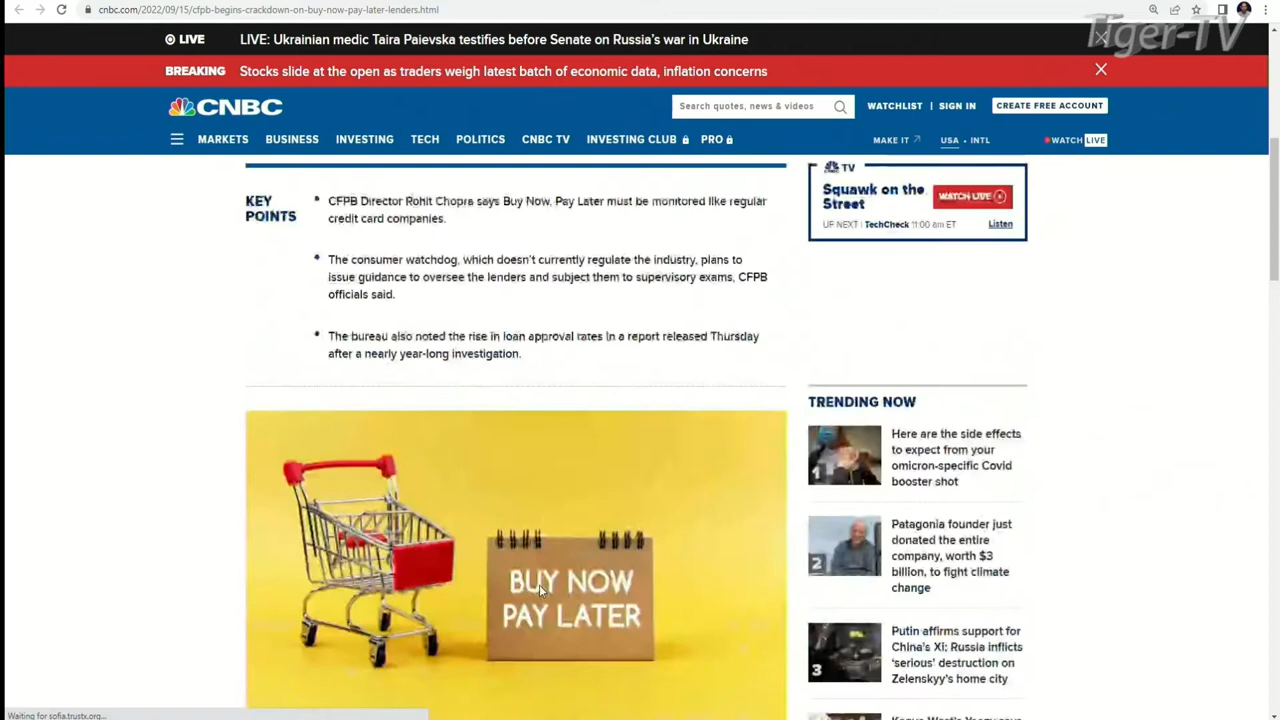 cnbc.com/2022/09/15/cfpb-begins-crackdown-on-buy-now-pay-later-lenders.html
Tiger-TV
LIVE LIVE: Ukrainian medic Taira Paievska testifies before Senate on Russia's war in Ukraine
BREAKING Stocks slide at the open as traders weigh latest batch of economic data, inflation concerns
CNBC
Search quotes, news & videos
WATCHLIST | SIGN IN
CREATE FREE ACCOUNT
MARKETS BUSINESS INVESTING TECH POLITICS CNBC TV INVESTING CLUB PRO
MAKE IT USA • INTL WATCH LIVE
KEY
POINTS
• CFPB Director Rohit Chopra says Buy Now, Pay Later must be monitored like regular
credit card companies.
• The consumer watchdog, which doesn't currently regulate the industry, plans to
issue guidance to oversee the lenders and subject them to supervisory exams, CFPB
officials said.
• The bureau also noted the rise in loan approval rates in a report released Thursday
after a nearly year-long investigation.
BUY NOW
PAY LATER
TV
Squawk on the
Street
WATCH LIVE
UP NEXT | TechCheck 11:00 am ET
Listen
TRENDING NOW
1
Here are the side effects
to expect from your
omicron-specific Covid
booster shot
2
Patagonia founder just
donated the entire
company, worth $3
billion, to fight climate
change
3
Putin affirms support for
China's Xi; Russia inflicts
'serious' destruction on
Zelenskyy's home city
Waiting for sofia.trustx.org...